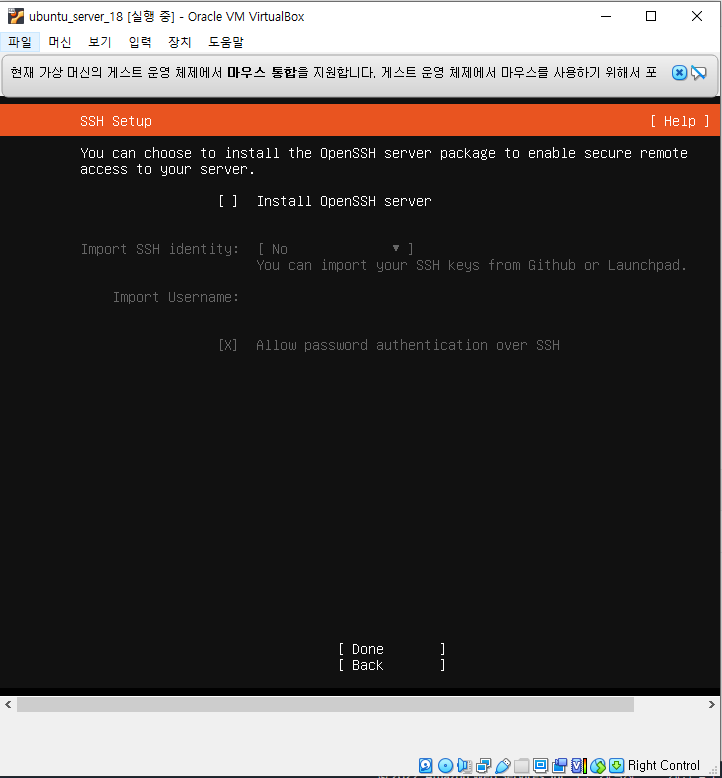 ubuntu_server_18 [실행 중] - Oracle VM VirtualBox
파일 머신 보기 입력 장치 도움말
현재 가상 머신의 게스트 운영 체제에서 마우스 통합을 지원합니다. 게스트 운영 체제에서 마우스를 사용하기 위해서 포
SSH Setup [ Help ]
You can choose to install the OpenSSH server package to enable secure remote
access to your server.
[ ] Install OpenSSH server
Import SSH identity: [ No ▾ ]
You can import your SSH keys from Github or Launchpad.
Import Username:
[X] Allow password authentication over SSH
[ Done ]
[ Back ]
Right Control